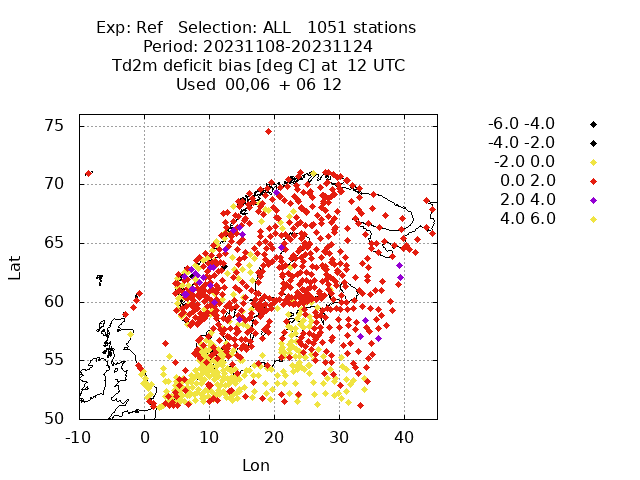 Exp: Ref   Selection: ALL   1051 stations
Period: 20231108-20231124
Td2m deficit bias [deg C] at  12 UTC
Used  00,06  + 06 12
-6.0 -4.0
-4.0 -2.0
-2.0 0.0
0.0 2.0
2.0 4.0
4.0 6.0
Lat
75
70
65
60
55
50
-10 0 10 20 30 40
Lon